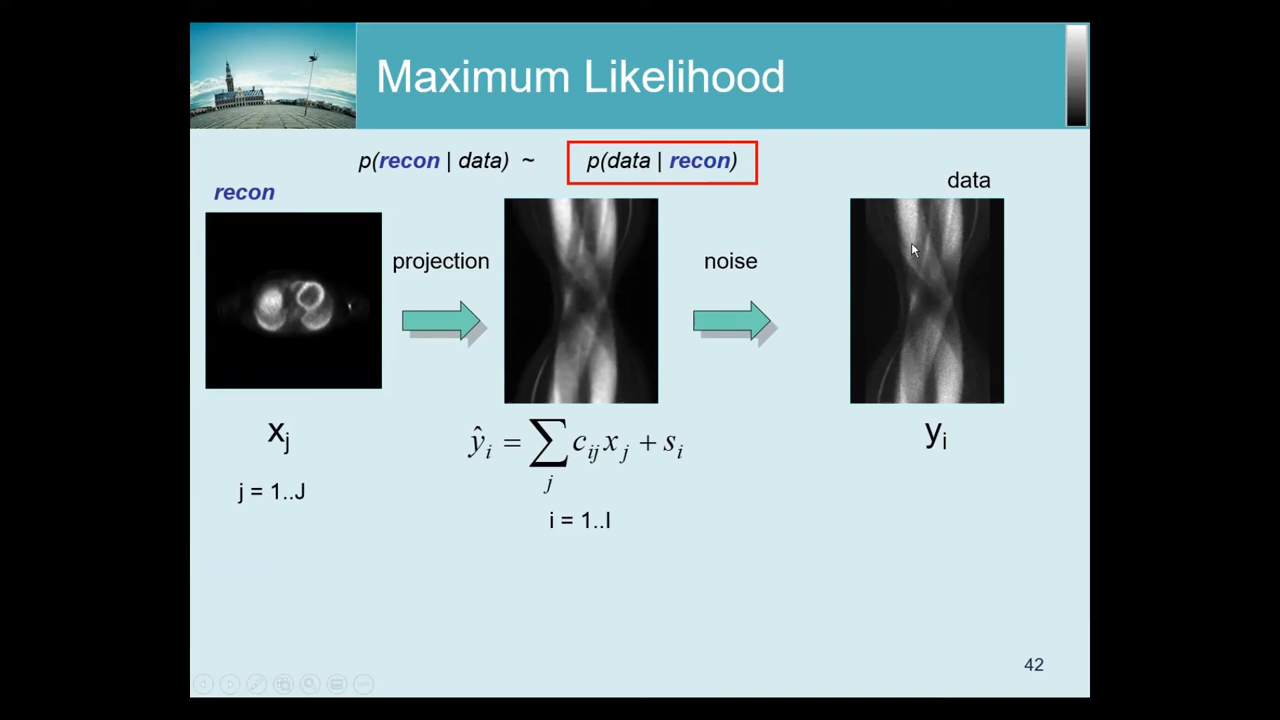 Maximum Likelihood
p(recon | data) ~ p(data | recon)
recon
data
projection
noise
x_j
ŷ_i = ∑_j c_ij x_j + s_i
y_i
j = 1..J
i = 1..I
42